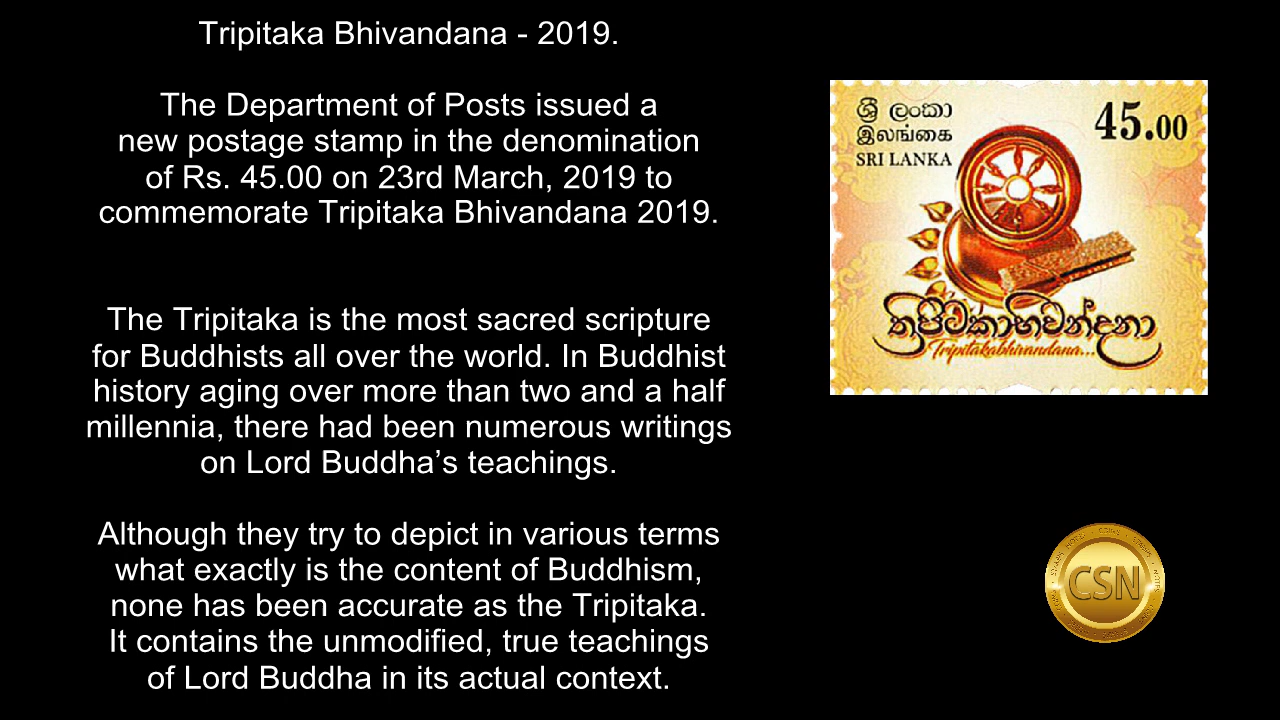 Tripitaka Bhivandana - 2019.
The Department of Posts issued a
new postage stamp in the denomination
of Rs. 45.00 on 23rd March, 2019 to
commemorate Tripitaka Bhivandana 2019.
The Tripitaka is the most sacred scripture
for Buddhists all over the world. In Buddhist
history aging over more than two and a half
millennia, there had been numerous writings
on Lord Buddha’s teachings.
Although they try to depict in various terms
what exactly is the content of Buddhism,
none has been accurate as the Tripitaka.
It contains the unmodified, true teachings
of Lord Buddha in its actual context.
ශ්‍රී ලංකා
இலங்கை
SRI LANKA
45.00
ත්‍රිපිටකාභිවන්දනා
Tripitakabhivandana...
CSN